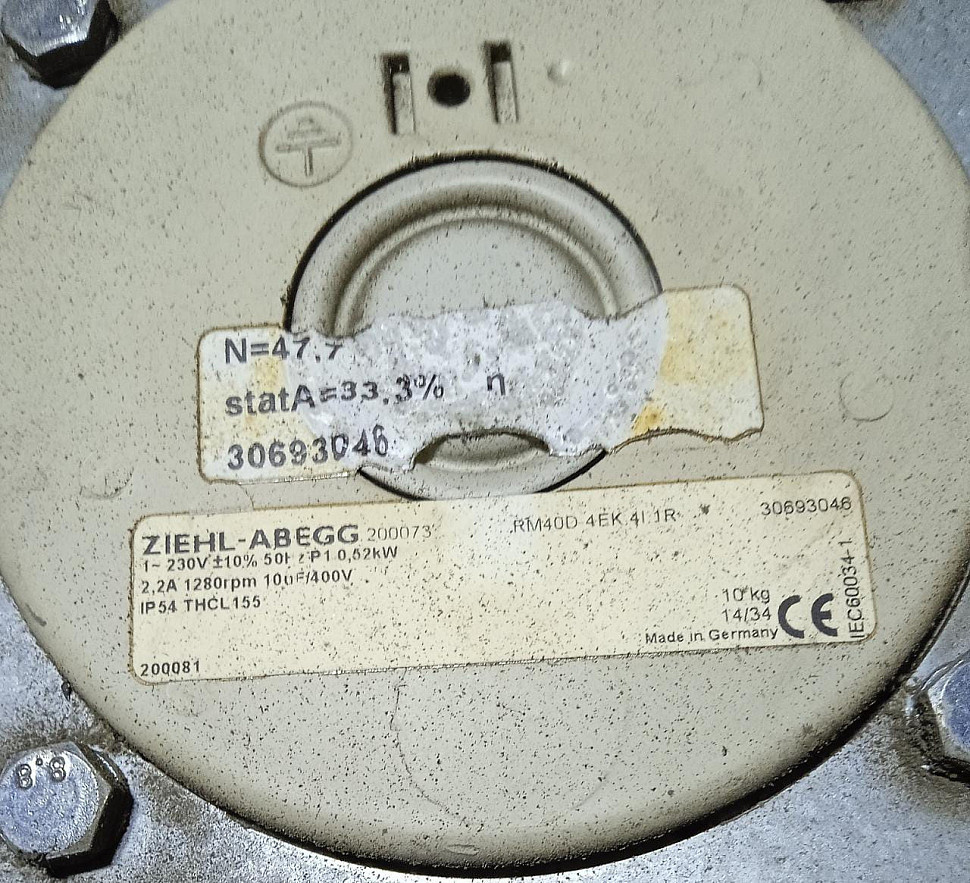 N=47.7
statA=33.3% n
30693046
ZIEHL-ABEGG 200073 RM40D 4EK.4I.1R 30693046
1~ 230V ±10% 50Hz P1 0,52kW
2,2A 1280rpm 10uF/400V
IP54 THCL155
10 kg
14/34
Made in Germany
CE
IEC60034-1
200081
8.8